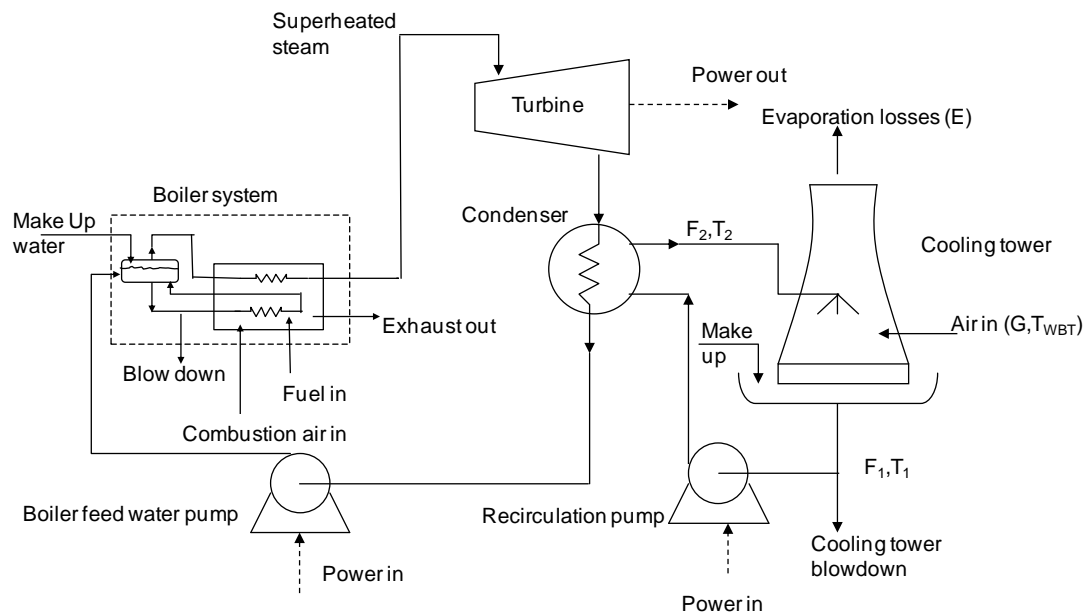 Superheated
steam
Power out
Turbine
Evaporation losses (E)
Boiler system
Make Up
water
Condenser
F2,T2
Cooling tower
Exhaust out
Make
up
Air in (G,TWBT)
Blow down
Fuel in
Combustion air in
F1,T1
Boiler feed water pump
Recirculation pump
Cooling tower
blowdown
Power in
Power in